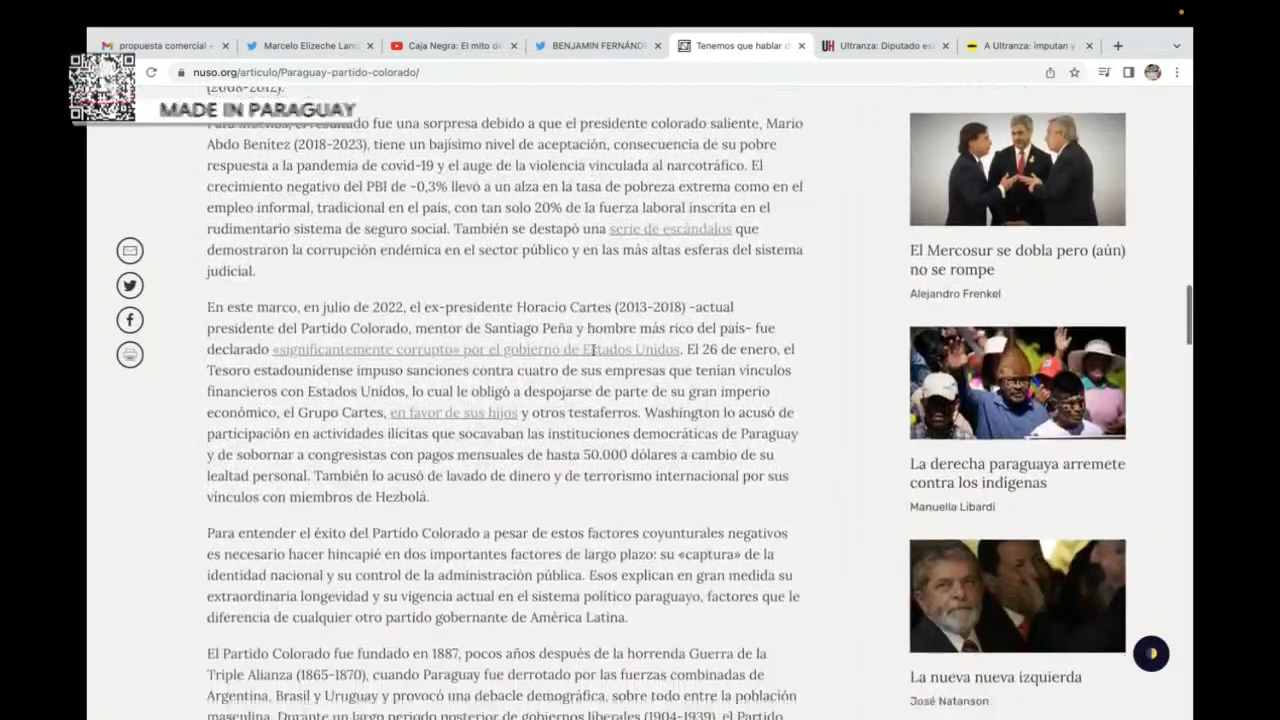 propuesta comercial
Marcelo Elizeche Lan
Caja Negra: El mito de
BENJAMIN FERNÁND
Tenemos que hablar d
UH Ultranza: Diputado es
A Ultranza: imputan y
nuso.org/articulo/Paraguay-partido-colorado/
MADE IN PARAGUAY
(2008-2012).
resultado fue una sorpresa debido a que el presidente colorado saliente, Mario
Abdo Benítez (2018-2023), tiene un bajísimo nivel de aceptación, consecuencia de su pobre
respuesta a la pandemia de covid-19 y el auge de la violencia vinculada al narcotráfico. El
crecimiento negativo del PBI de -0,3% llevó a un alza en la tasa de pobreza extrema como en el
empleo informal, tradicional en el país, con tan solo 20% de la fuerza laboral inscrita en el
rudimentario sistema de seguro social. También se destapó una serie de escándalos que
demostraron la corrupción endémica en el sector público y en las más altas esferas del sistema
judicial.
En este marco, en julio de 2022, el ex-presidente Horacio Cartes (2013-2018) -actual
presidente del Partido Colorado, mentor de Santiago Peña y hombre más rico del país- fue
declarado «significantemente corrupto» por el gobierno de Estados Unidos. El 26 de enero, el
Tesoro estadounidense impuso sanciones contra cuatro de sus empresas que tenían vínculos
financieros con Estados Unidos, lo cual le obligó a despojarse de parte de su gran imperio
económico, el Grupo Cartes, en favor de sus hijos y otros testaferros. Washington lo acusó de
participación en actividades ilícitas que socavaban las instituciones democráticas de Paraguay
y de sobornar a congresistas con pagos mensuales de hasta 50.000 dólares a cambio de su
lealtad personal. También lo acusó de lavado de dinero y de terrorismo internacional por sus
vínculos con miembros de Hezbolá.
Para entender el éxito del Partido Colorado a pesar de estos factores coyunturales negativos
es necesario hacer hincapié en dos importantes factores de largo plazo: su «captura» de la
identidad nacional y su control de la administración pública. Esos explican en gran medida su
extraordinaria longevidad y su vigencia actual en el sistema político paraguayo, factores que le
diferencia de cualquier otro partido gobernante de América Latina.
El Partido Colorado fue fundado en 1887, pocos años después de la horrenda Guerra de la
Triple Alianza (1865-1870), cuando Paraguay fue derrotado por las fuerzas combinadas de
Argentina, Brasil y Uruguay y provocó una debacle demográfica, sobre todo entre la población
masculina. Durante un largo periodo posterior de gobiernos liberales (1904-1939), el Partido
El Mercosur se dobla pero (aún)
no se rompe
Alejandro Frenkel
La derecha paraguaya arremete
contra los indígenas
Manuella Libardi
La nueva nueva izquierda
José Natanson